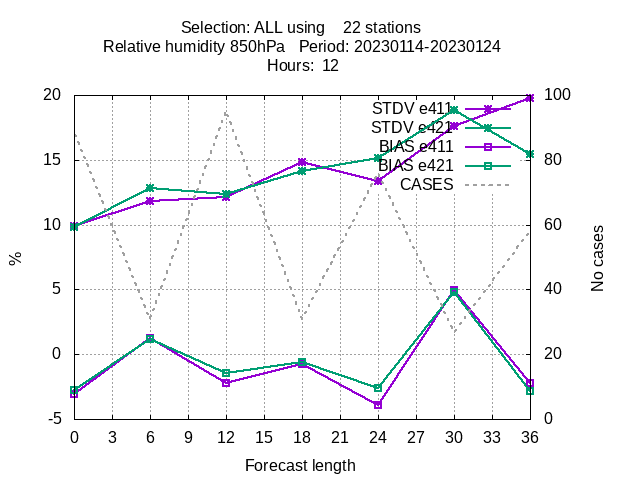 Selection: ALL using    22 stations
Relative humidity 850hPa   Period: 20230114-20230124
Hours:  12
20
15
10
5
0
-5
%
100
80
60
40
20
0
No cases
STDV e411
STDV e421
BIAS e411
BIAS e421
CASES
0 3 6 9 12 15 18 21 24 27 30 33 36
Forecast length